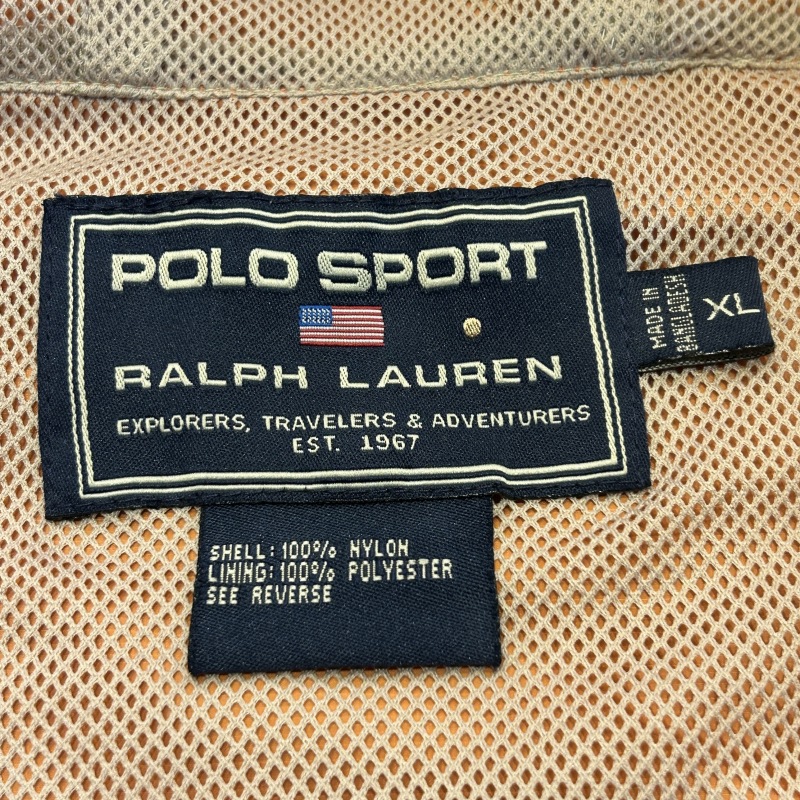 POLO SPORT
RALPH LAUREN
EXPLORERS, TRAVELERS & ADVENTURERS
EST. 1967
MADE IN
BANGLADESH
XL
SHELL: 100% NYLON
LINING: 100% POLYESTER
SEE REVERSE